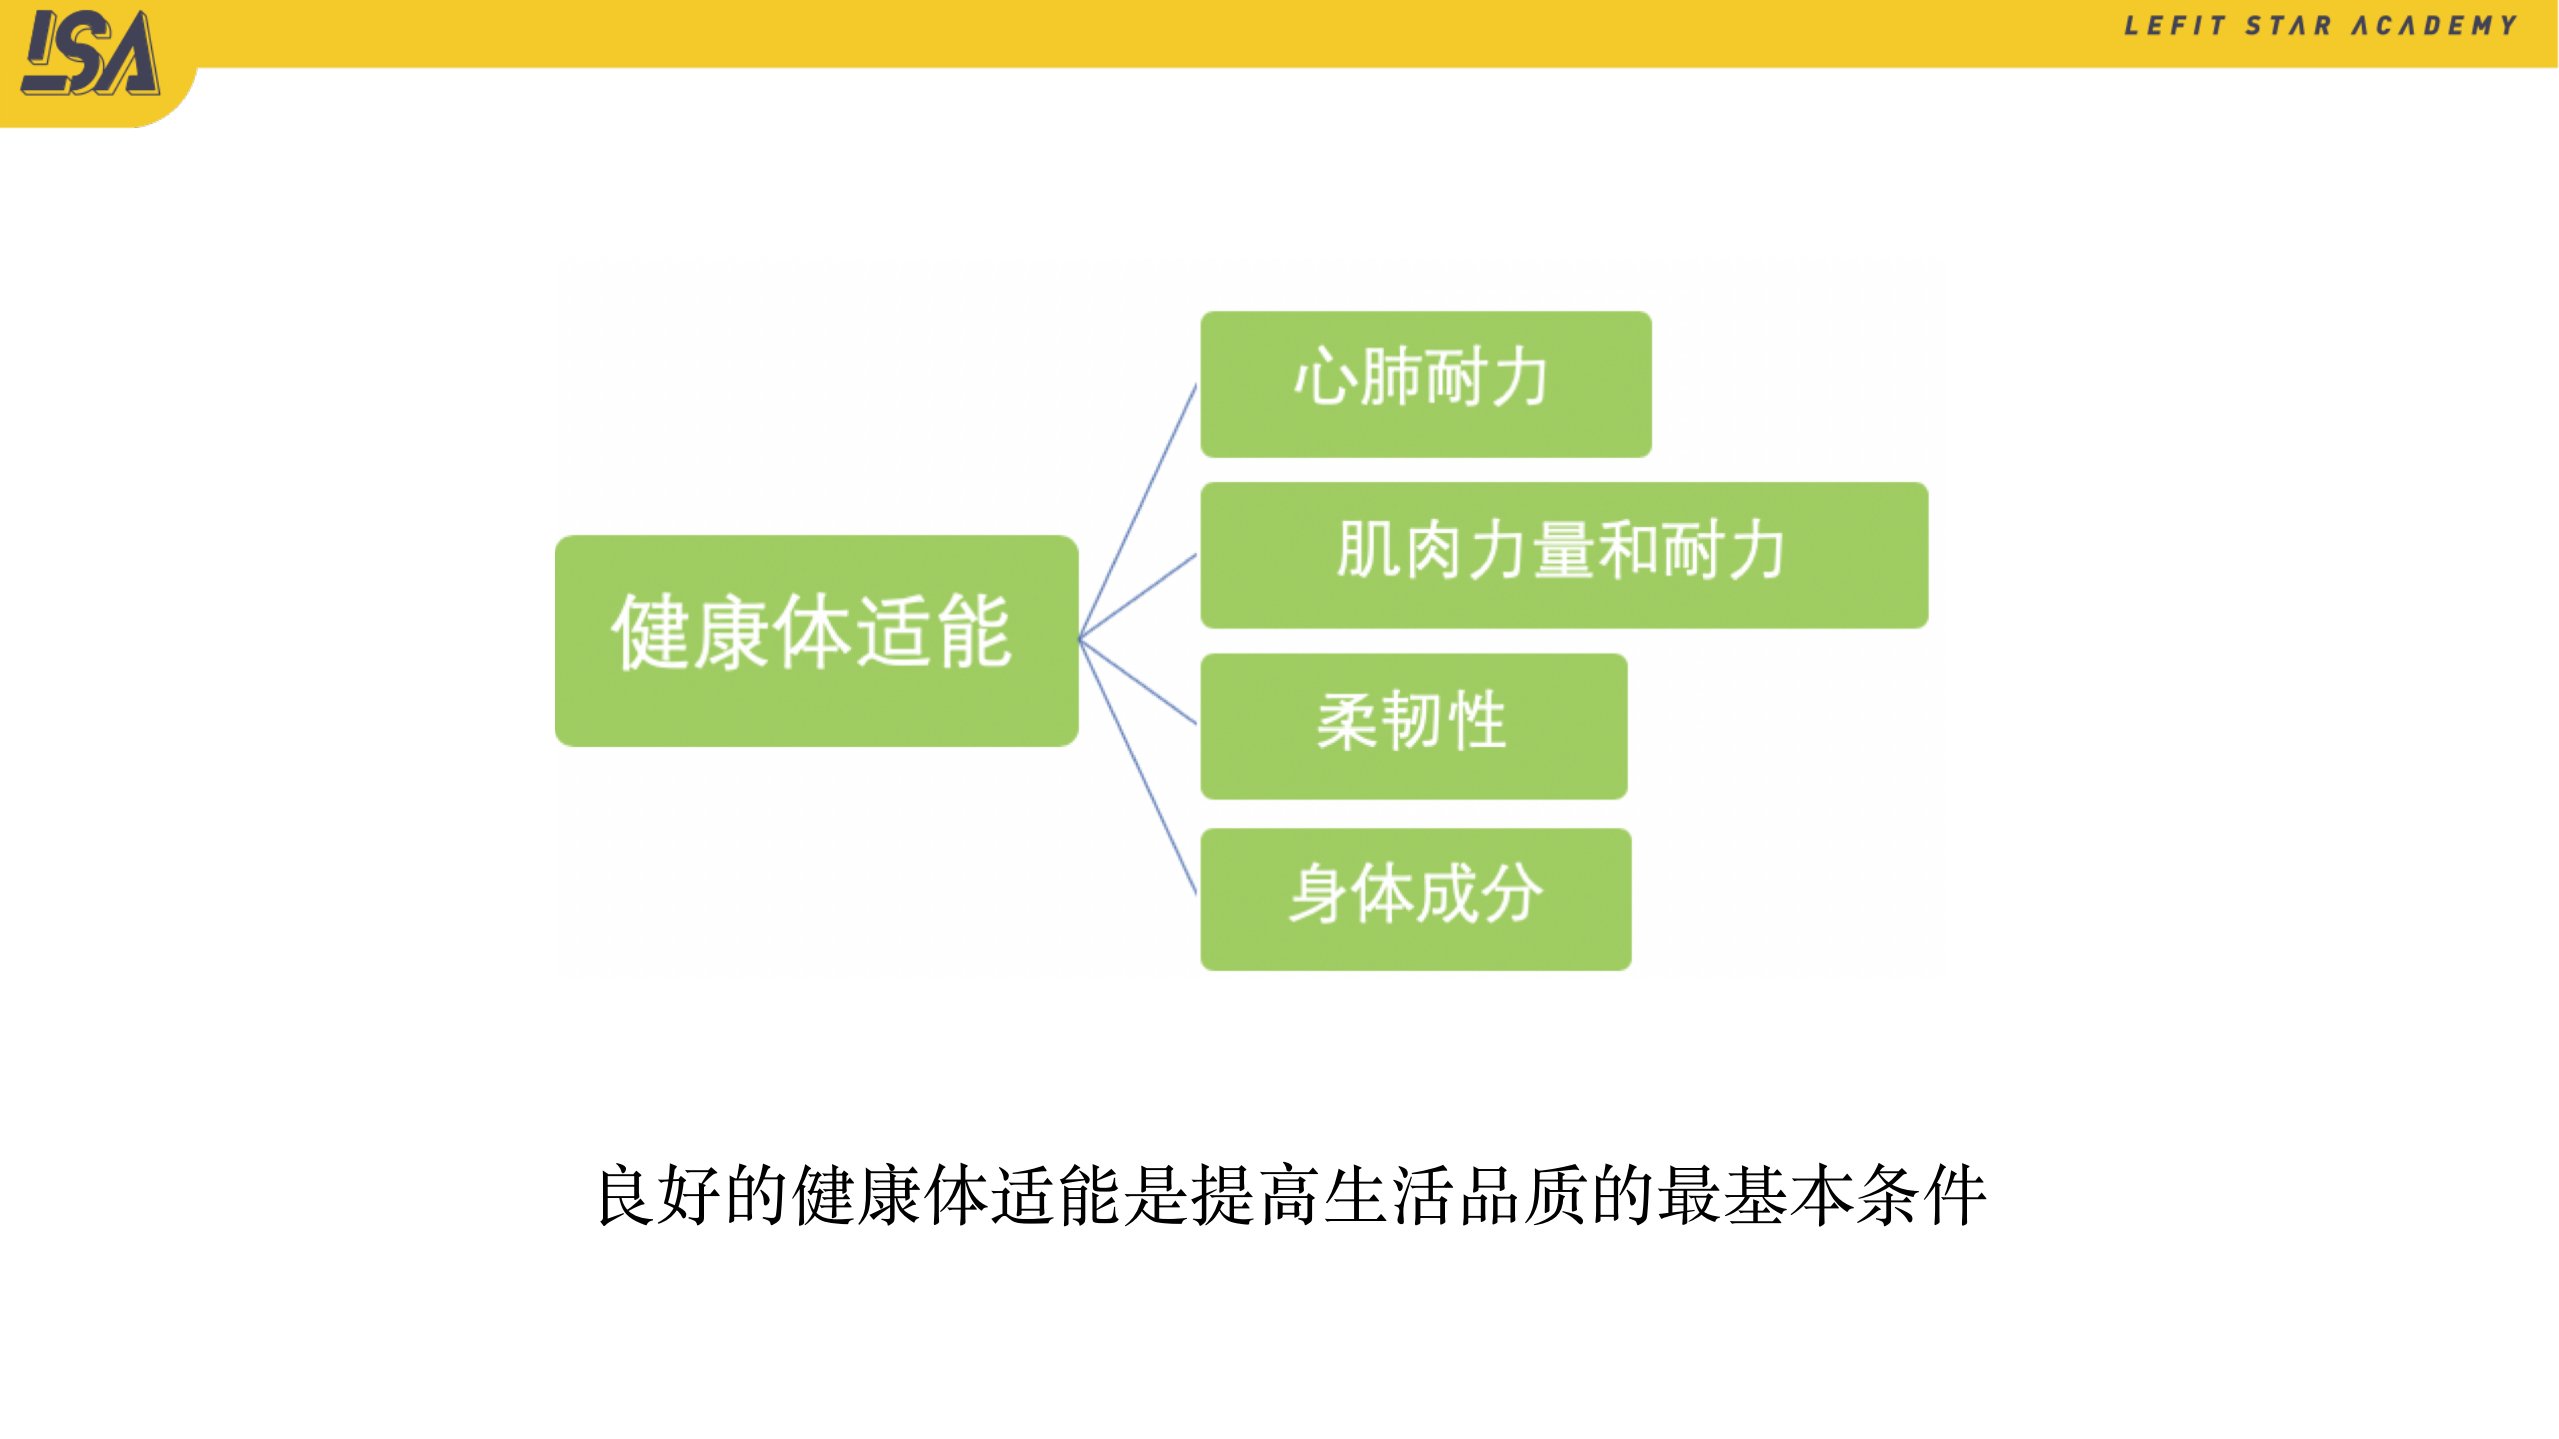 LSA
LEFIT STAR ACADEMY
心肺耐力
肌肉力量和耐力
健康体适能
柔韧性
身体成分
良好的健康体适能是提高生活品质的最基本条件